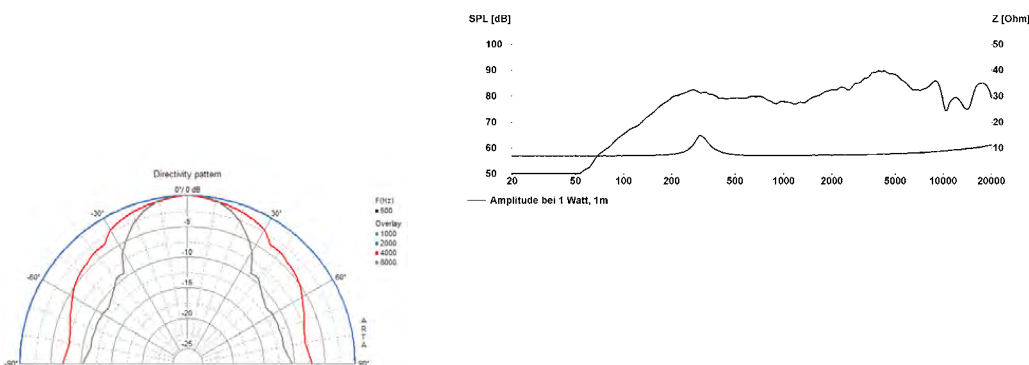 Directivity pattern
0°/ 0 dB
-30°
30°
-60°
60°
-90°
90°
-5
-10
-15
-20
-25
F(Hz)
500
Overlay
1000
2000
4000
8000
A
R
T
A
SPL [dB]
Z [Ohm]
100
50
90
40
80
30
70
20
60
10
50
20 50 100 200 500 1000 2000 5000 10000 20000
Amplitude bei 1 Watt, 1m